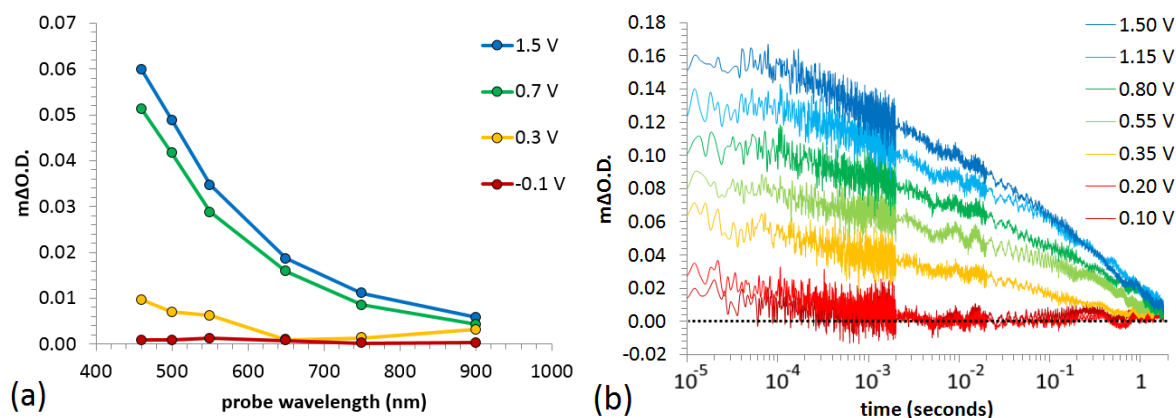 0.07
0.06
0.05
0.04
0.03
0.02
0.01
0.00
mΔO.D.
400 500 600 700 800 900 1000
probe wavelength (nm)
1.5 V
0.7 V
0.3 V
-0.1 V
(a)
0.18
0.16
0.14
0.12
0.10
0.08
0.06
0.04
0.02
0.00
-0.02
mΔO.D.
10⁻⁵ 10⁻⁴ 10⁻³ 10⁻² 10⁻¹ 1
time (seconds)
1.50 V
1.15 V
0.80 V
0.55 V
0.35 V
0.20 V
0.10 V
(b)